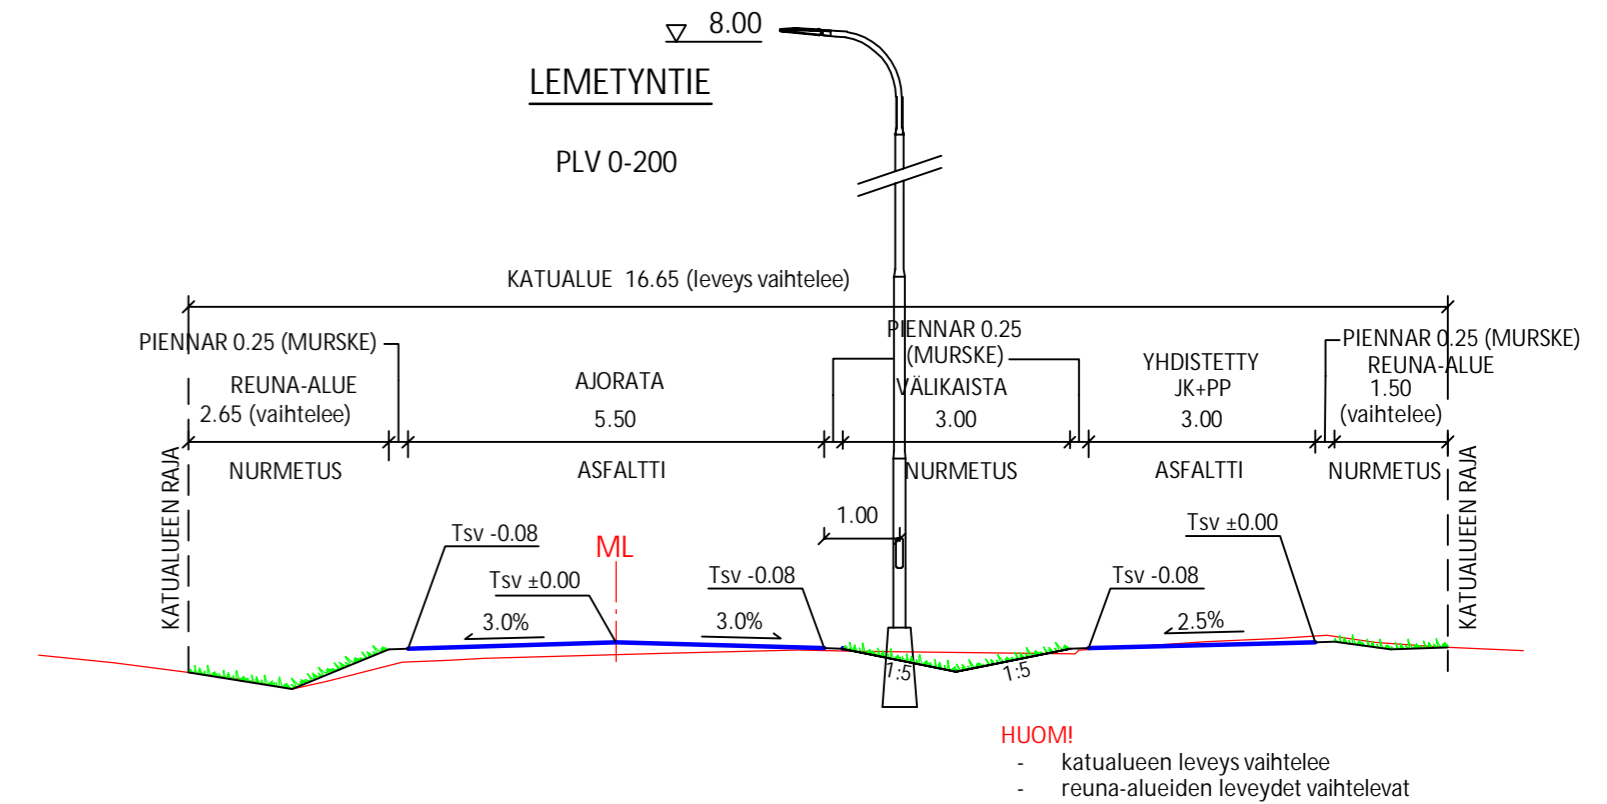 8.00
LEMETYNTIE
PLV 0-200
KATUALUE 16.65 (leveys vaihtelee)
PIENNAR 0.25 (MURSKE)
REUNA-ALUE
2.65 (vaihtelee)
AJORATA
5.50
PIENNAR 0.25
(MURSKE)
VÄLIKAISTA
3.00
YHDISTETTY
JK+PP
3.00
PIENNAR 0.25 (MURSKE)
REUNA-ALUE
1.50
(vaihtelee)
KATUALUEEN RAJA
NURMETUS
ASFALTTI
NURMETUS
ASFALTTI
NURMETUS
KATUALUEEN RAJA
1.00
Tsv -0.08
ML
Tsv ±0.00
Tsv -0.08
Tsv ±0.00
Tsv -0.08
3.0%
3.0%
2.5%
1:5
1:5
HUOM!
- katualueen leveys vaihtelee
- reuna-alueiden leveydet vaihtelevat